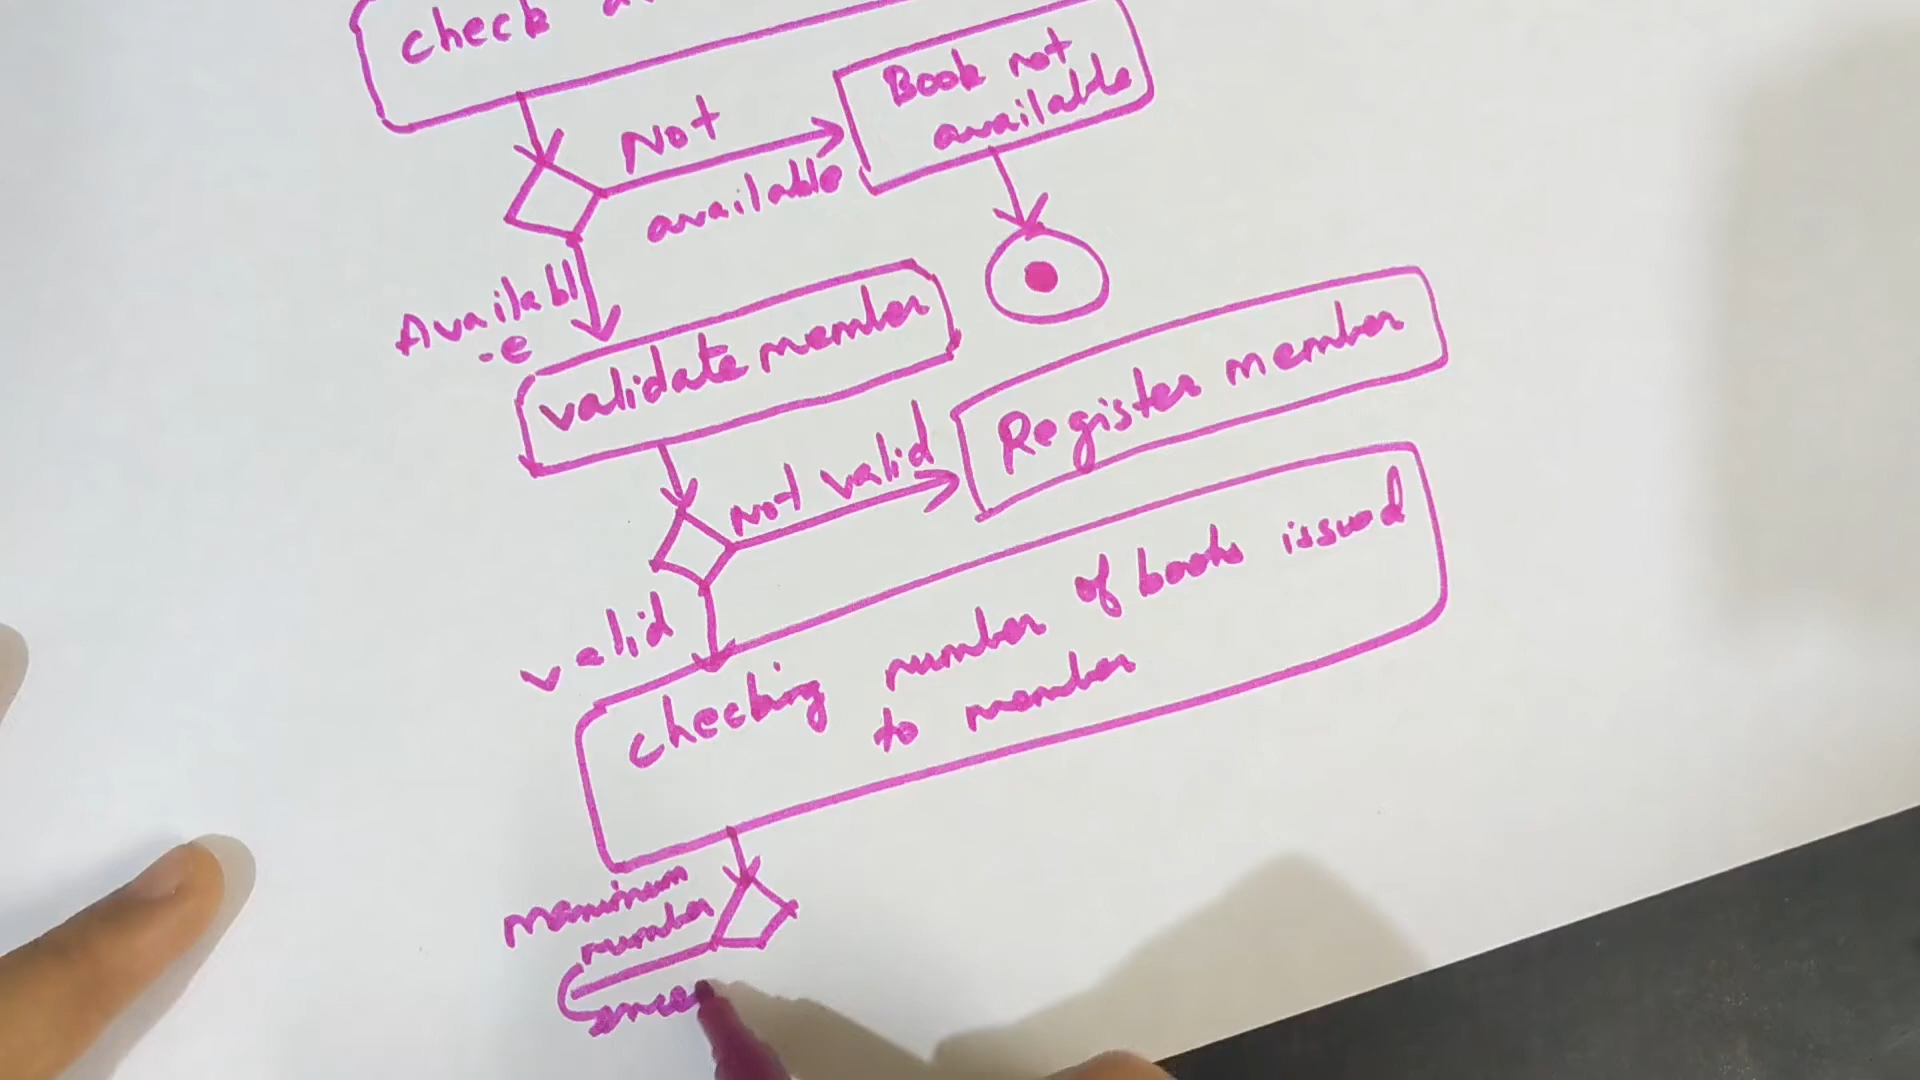 check
Book not
available
Not
available
Availabl
-e
validate member
Register member
Not valid
valid
checking number of books issued
to member
number